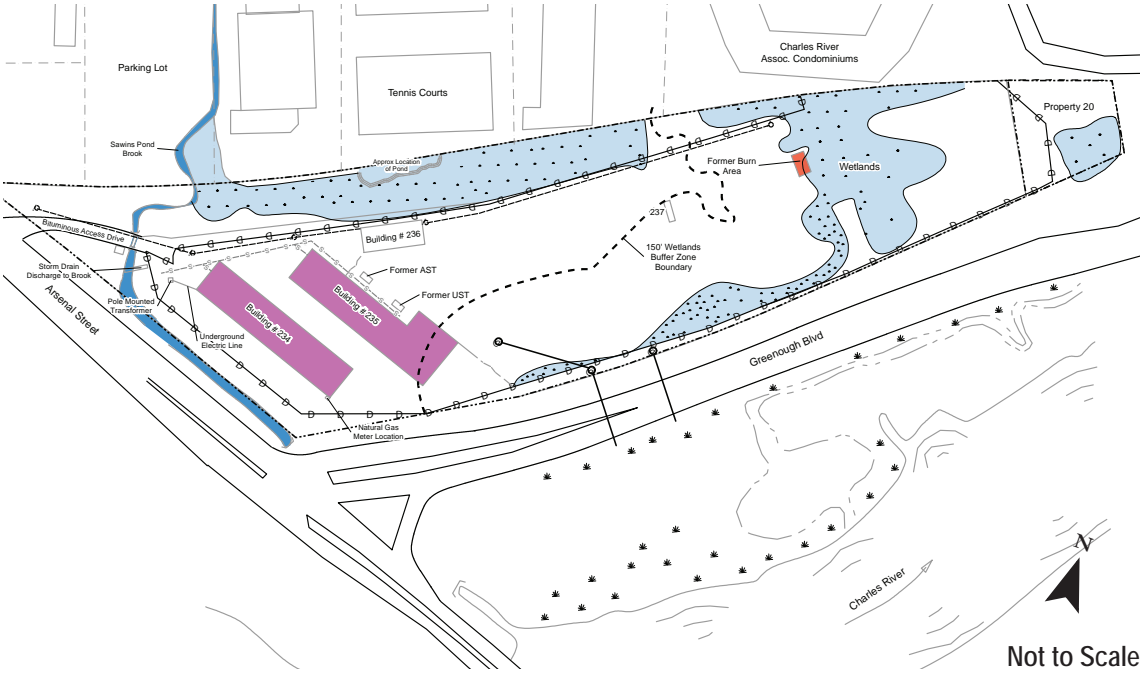 Charles River
Assoc. Condominiums
Parking Lot
Tennis Courts
Property 20
Sawins Pond
Brook
Approx Location
of Pond
Former Burn
Area
Wetlands
237
Bituminous Access Drive
Building # 236
150' Wetlands
Buffer Zone
Boundary
Storm Drain
Discharge to Brook
Former AST
Former UST
Pole Mounted
Transformer
Arsenal Street
Building # 234
Building # 235
Underground
Electric Line
Greenough Blvd
Natural Gas
Meter Location
Charles River
N
Not to Scale